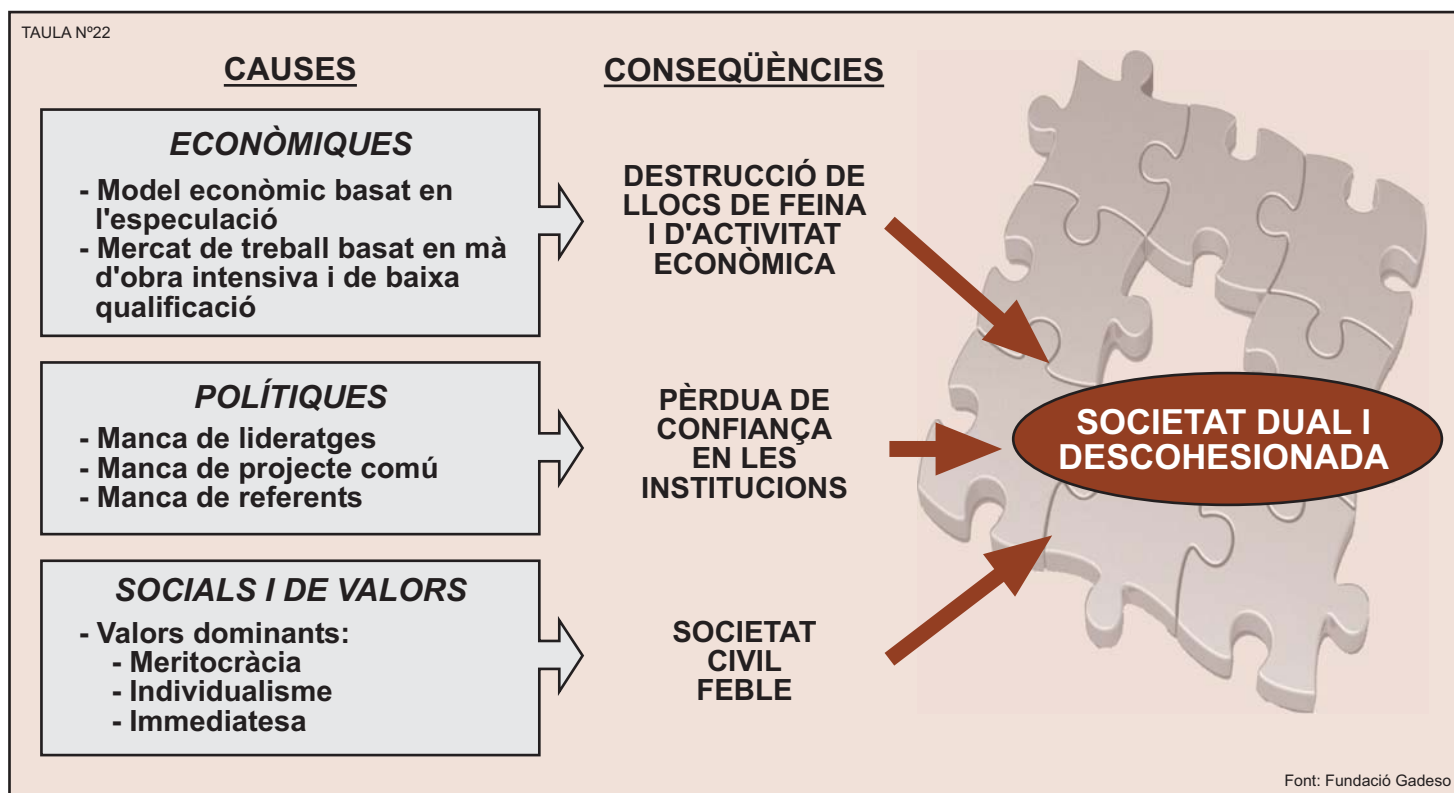 TAULA Nº22
CAUSES
CONSEQÜÈNCIES
ECONÒMIQUES
- Model econòmic basat en
l'especulació
- Mercat de treball basat en mà
d'obra intensiva i de baixa
qualificació
DESTRUCCIÓ DE
LLOCS DE FEINA
I D'ACTIVITAT
ECONÒMICA
POLÍTIQUES
- Manca de lideratges
- Manca de projecte comú
- Manca de referents
PÈRDUA DE
CONFIANÇA
EN LES
INSTITUCIONS
SOCIETAT DUAL I
DESCOHESIONADA
SOCIALS I DE VALORS
- Valors dominants:
- Meritocràcia
- Individualisme
- Immediatesa
SOCIETAT
CIVIL
FEBLE
Font: Fundació Gadeso